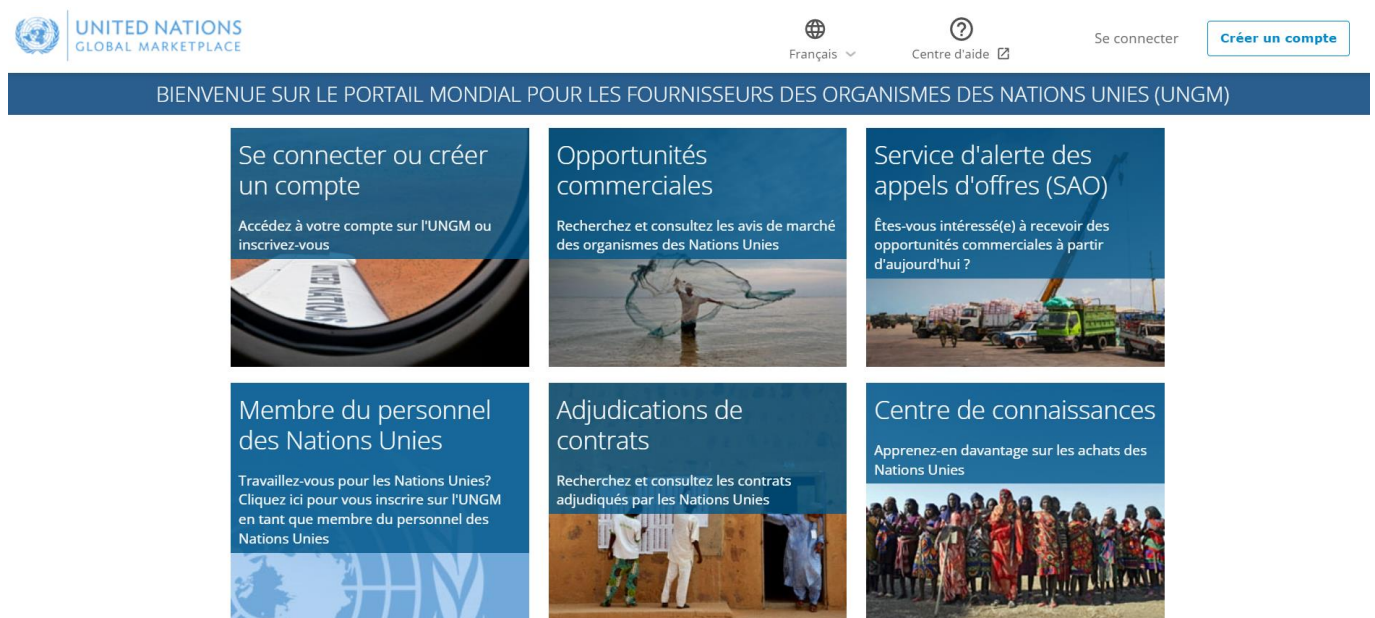 UNITED NATIONS
GLOBAL MARKETPLACE
Français
Centre d'aide
Se connecter
Créer un compte
BIENVENUE SUR LE PORTAIL MONDIAL POUR LES FOURNISSEURS DES ORGANISMES DES NATIONS UNIES (UNGM)
Se connecter ou créer
un compte
Accédez à votre compte sur l'UNGM ou
inscrivez-vous
UNITED NATIONS
Opportunités
commerciales
Recherchez et consultez les avis de marché
des organismes des Nations Unies
Service d'alerte des
appels d'offres (SAO)
Êtes-vous intéressé(e) à recevoir des
opportunités commerciales à partir
d'aujourd'hui ?
Membre du personnel
des Nations Unies
Travaillez-vous pour les Nations Unies?
Cliquez ici pour vous inscrire sur l'UNGM
en tant que membre du personnel des
Nations Unies
Adjudications de
contrats
Recherchez et consultez les contrats
adjudiqués par les Nations Unies
Centre de connaissances
Apprenez-en davantage sur les achats des
Nations Unies